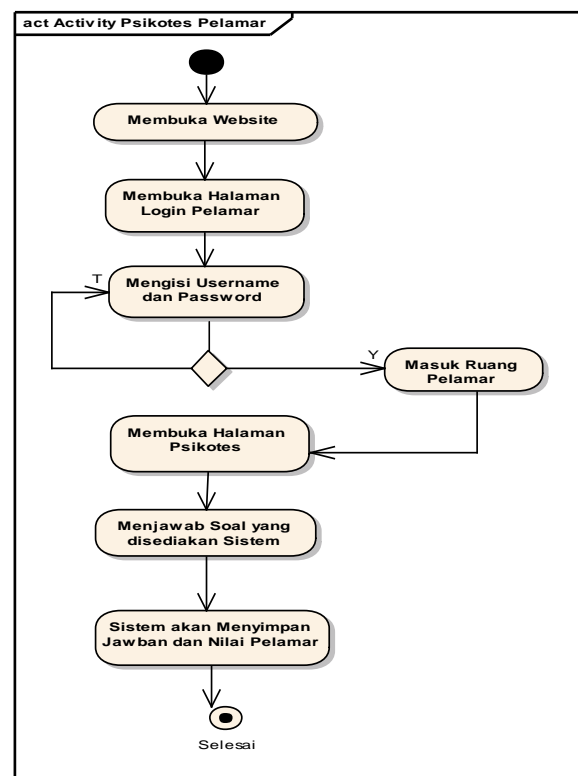 act Activity Psikotes Pelamar
Membuka Website
Membuka Halaman
Login Pelamar
T
Mengisi Username
dan Password
Y
Masuk Ruang
Pelamar
Membuka Halaman
Psikotes
Menjawab Soal yang
disediakan Sistem
Sistem akan Menyimpan
Jawban dan Nilai Pelamar
Selesai